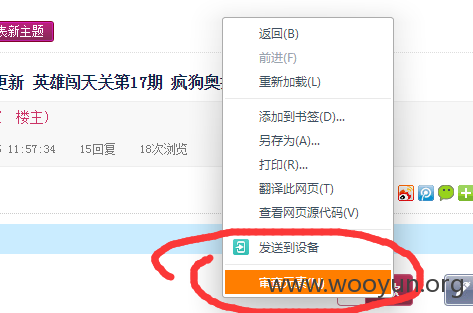 表新主题
更新 英雄闯天关第17期 疯狗奥
楼主)
11:57:34 15回复 18次浏览
返回(B)
前进(F)
重新加载(L)
添加到书签(D)...
另存为(A)...
打印(R)...
翻译此网页(T)
查看网页源代码(V)
发送到设备
审查元素(N)
www.wooyun.org